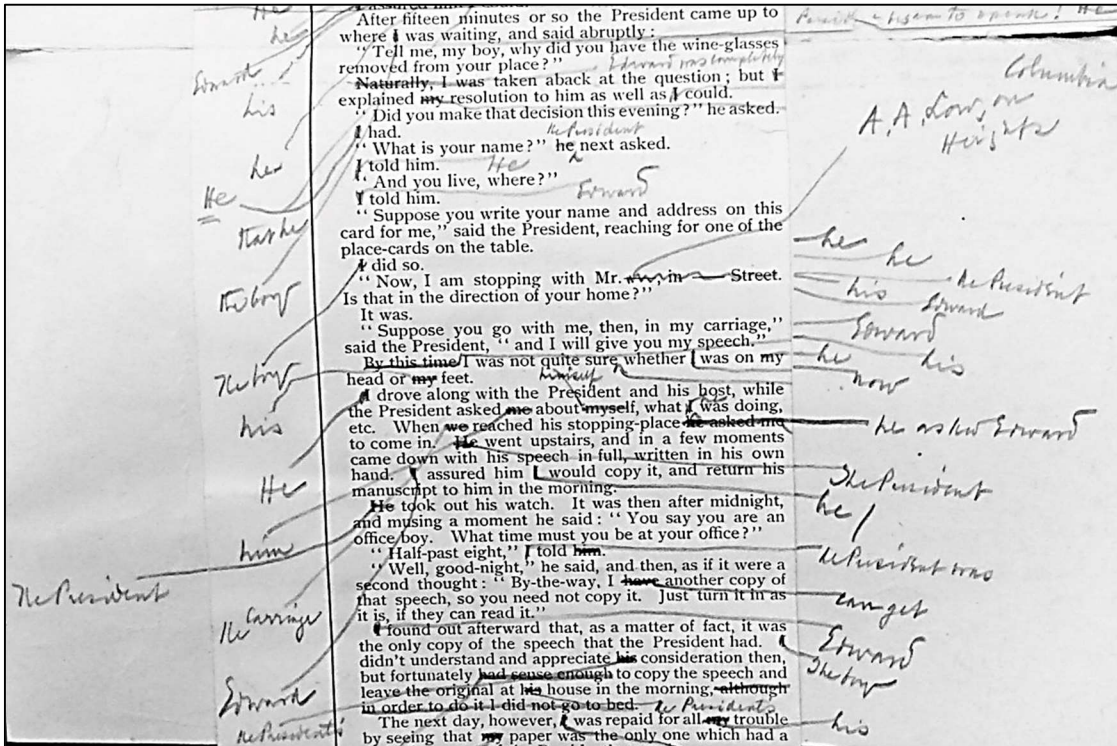 He
he
Edward
his
he
He
that he
the boy
The boy
his
He
him
The President
The Carriage
Edward
The President's
After fifteen minutes or so the President came up to
where I was waiting, and said abruptly:
"Tell me, my boy, why did you have the wine-glasses
removed from your place?"
Edward was completely
Naturally, I was taken aback at the question; but I
explained my resolution to him as well as I could.
"Did you make that decision this evening?" he asked.
I had.
the President
"What is your name?" he next asked.
I told him. He
"And you live, where?"
I told him. Edward
"Suppose you write your name and address on this
card for me," said the President, reaching for one of the
place-cards on the table.
I did so.
"Now, I am stopping with Mr. , in Street.
Is that in the direction of your home?"
It was.
"Suppose you go with me, then, in my carriage,"
said the President, "and I will give you my speech."
By this time I was not quite sure whether I was on my
head or my feet.
himself
I drove along with the President and his host, while
the President asked me about myself, what I was doing,
etc. When we reached his stopping-place he asked me
to come in. He went upstairs, and in a few moments
came down with his speech in full, written in his own
hand. I assured him I would copy it, and return his
manuscript to him in the morning.
He took out his watch. It was then after midnight,
and musing a moment he said: "You say you are an
office boy. What time must you be at your office?"
"Half-past eight," I told him.
"Well, good-night," he said, and then, as if it were a
second thought: "By-the-way, I have another copy of
that speech, so you need not copy it. Just turn it in as
it is, if they can read it."
I found out afterward that, as a matter of fact, it was
the only copy of the speech that the President had. I
didn't understand and appreciate his consideration then,
but fortunately had sense enough to copy the speech and
leave the original at his house in the morning, although
in order to do it I did not go to bed. the President's
The next day, however, I was repaid for all my trouble
by seeing that my paper was the only one which had a
Columbia
A. A. Low, on
Heights
he
he
the President
his
Edward
Edward
he
his
now
he asked Edward
The President
he
the President was
can get
Edward
The boy
his